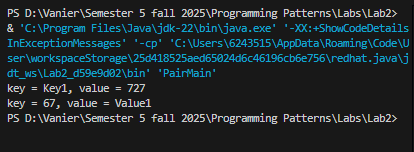 PS D:\Vanier\Semester 5 fall 2025\Programming Patterns\Labs\Lab2>
& 'C:\Program Files\Java\jdk-22\bin\java.exe' '-XX:+ShowCodeDetails
InExceptionMessages' '-cp' 'C:\Users\6243515\AppData\Roaming\Code\U
ser\workspaceStorage\25d418525aed65024d6c46196cb6e756\redhat.java\j
dt_ws\Lab2_d59e9d02\bin' 'PairMain'
key = Key1, value = 727
key = 67, value = Value1
PS D:\Vanier\Semester 5 fall 2025\Programming Patterns\Labs\Lab2>